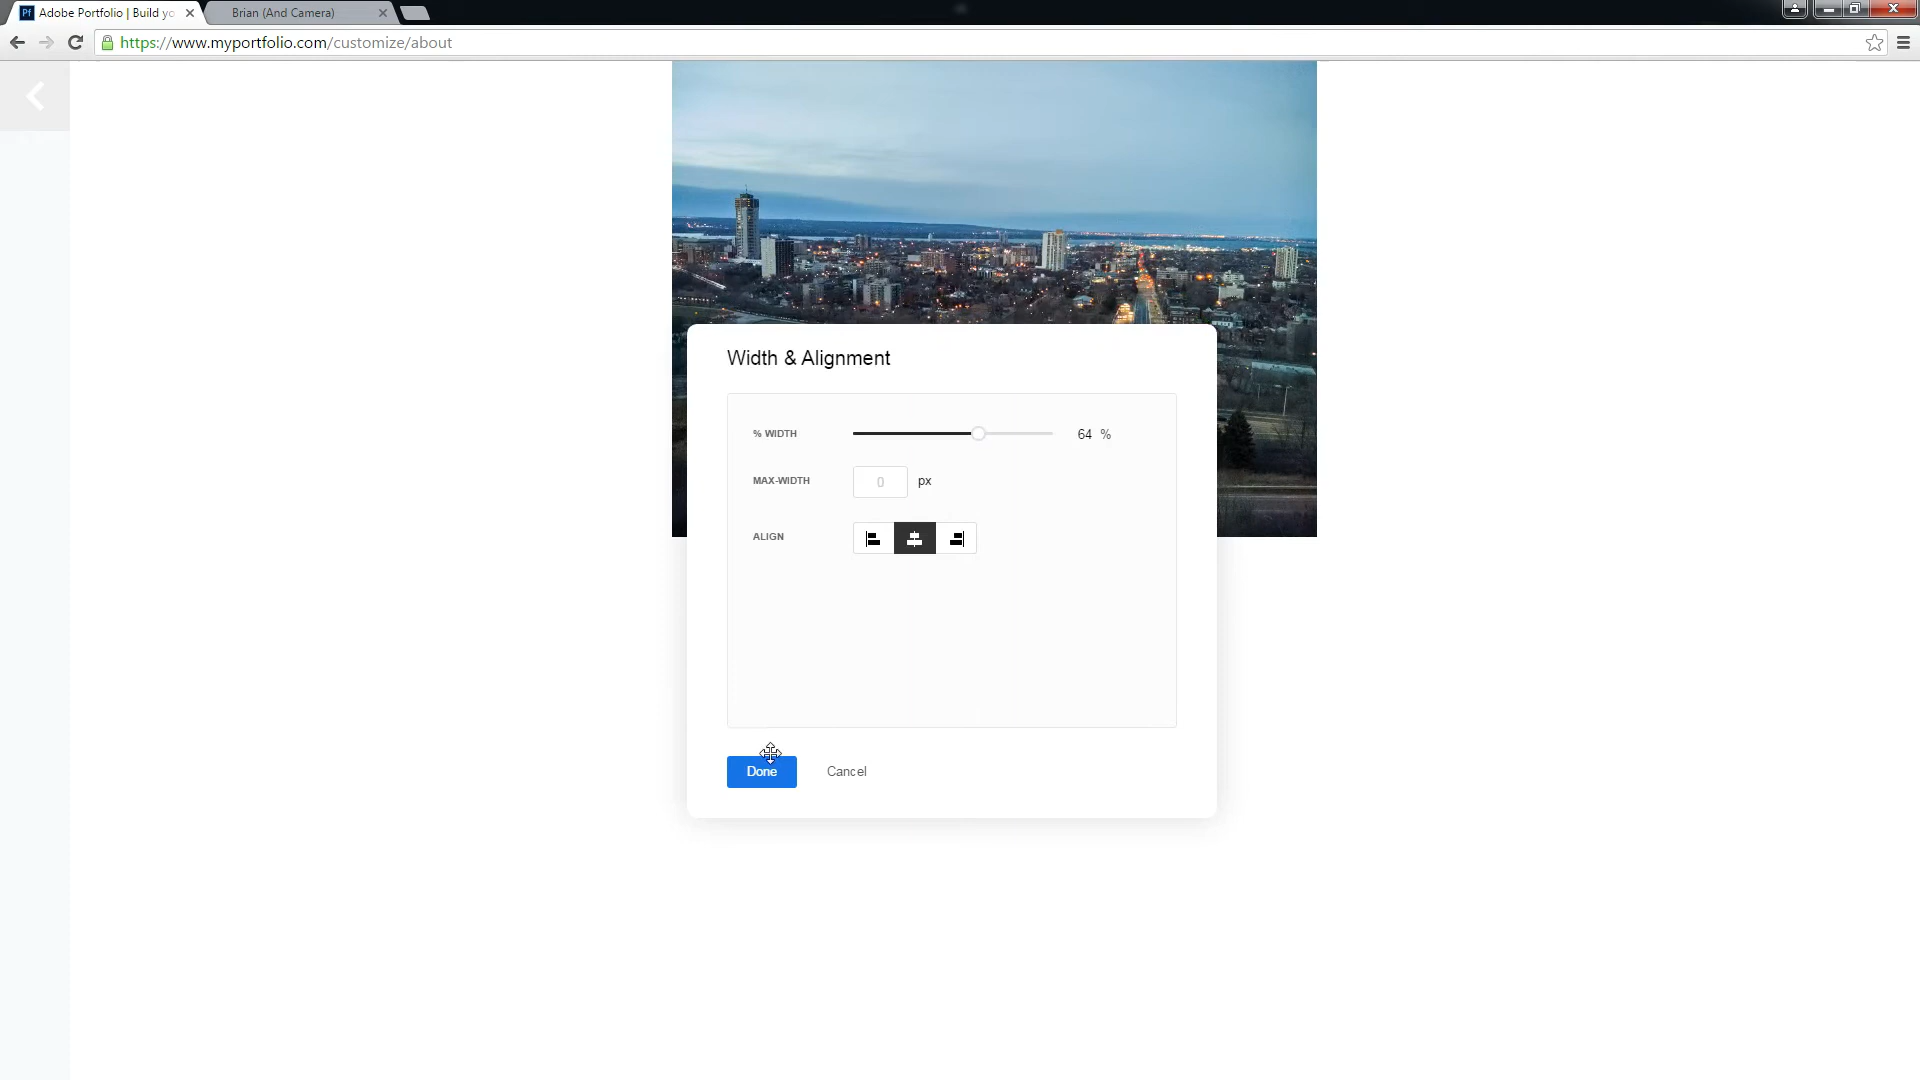 Pf Adobe Portfolio | Build yo
Brian (And Camera)
https://www.myportfolio.com/customize/about
Width & Alignment
% WIDTH 64 %
MAX-WIDTH 0 px
ALIGN
Done Cancel